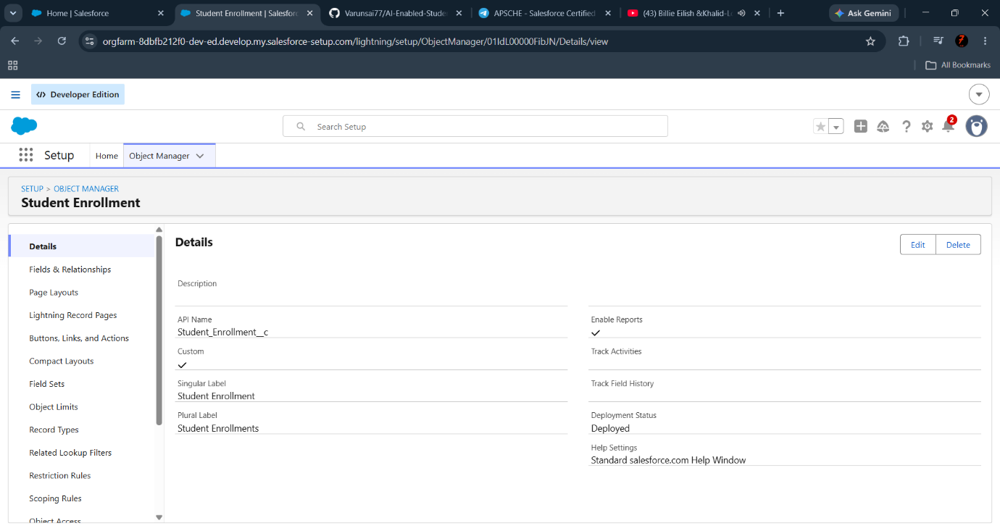 Home | Salesforce
Student Enrollment | Salesforc
Varunsai77/AI-Enabled-Stude
APSCHE - Salesforce Certified
(43) Billie Eilish &Khalid-Lo
Ask Gemini
orgfarm-8dbfb212f0-dev-ed.develop.my.salesforce-setup.com/lightning/setup/ObjectManager/01IdL00000FibJN/Details/view
All Bookmarks
Developer Edition
Search Setup
2
Setup
Home
Object Manager
SETUP > OBJECT MANAGER
Student Enrollment
Details
Fields & Relationships
Page Layouts
Lightning Record Pages
Buttons, Links, and Actions
Compact Layouts
Field Sets
Object Limits
Record Types
Related Lookup Filters
Restriction Rules
Scoping Rules
Object Access
Details
Edit
Delete
Description
API Name
Student_Enrollment__c
Custom
Singular Label
Student Enrollment
Plural Label
Student Enrollments
Enable Reports
Track Activities
Track Field History
Deployment Status
Deployed
Help Settings
Standard salesforce.com Help Window